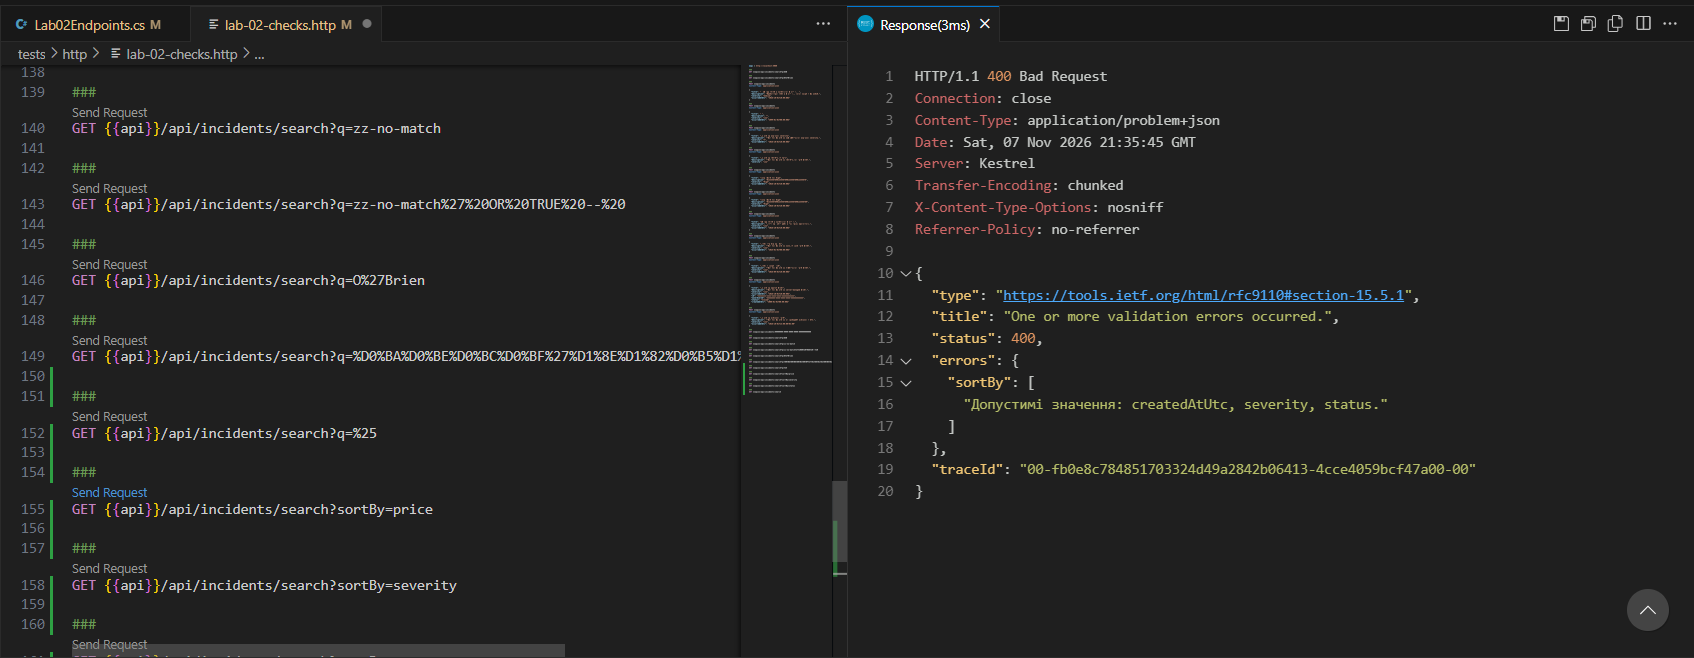 Lab02Endpoints.cs M
lab-02-checks.http M
tests > http > lab-02-checks.http > ...
138
139 ###
Send Request
140 GET {{api}}/api/incidents/search?q=zz-no-match
141
142 ###
Send Request
143 GET {{api}}/api/incidents/search?q=zz-no-match%27%20OR%20TRUE%20--%20
144
145 ###
Send Request
146 GET {{api}}/api/incidents/search?q=O%27Brien
147
148 ###
Send Request
149 GET {{api}}/api/incidents/search?q=%D0%BA%D0%BE%D0%BC%D0%BF%27%D1%8E%D1%82%D0%B5%D1%
150
151 ###
Send Request
152 GET {{api}}/api/incidents/search?q=%25
153
154 ###
Send Request
155 GET {{api}}/api/incidents/search?sortBy=price
156
157 ###
Send Request
158 GET {{api}}/api/incidents/search?sortBy=severity
159
160 ###
Send Request
Response(3ms)
1 HTTP/1.1 400 Bad Request
2 Connection: close
3 Content-Type: application/problem+json
4 Date: Sat, 07 Nov 2026 21:35:45 GMT
5 Server: Kestrel
6 Transfer-Encoding: chunked
7 X-Content-Type-Options: nosniff
8 Referrer-Policy: no-referrer
9
10 {
11 "type": "https://tools.ietf.org/html/rfc9110#section-15.5.1",
12 "title": "One or more validation errors occurred.",
13 "status": 400,
14 "errors": {
15 "sortBy": [
16 "Допустимі значення: createdAtUtc, severity, status."
17 ]
18 },
19 "traceId": "00-fb0e8c784851703324d49a2842b06413-4cce4059bcf47a00-00"
20 }